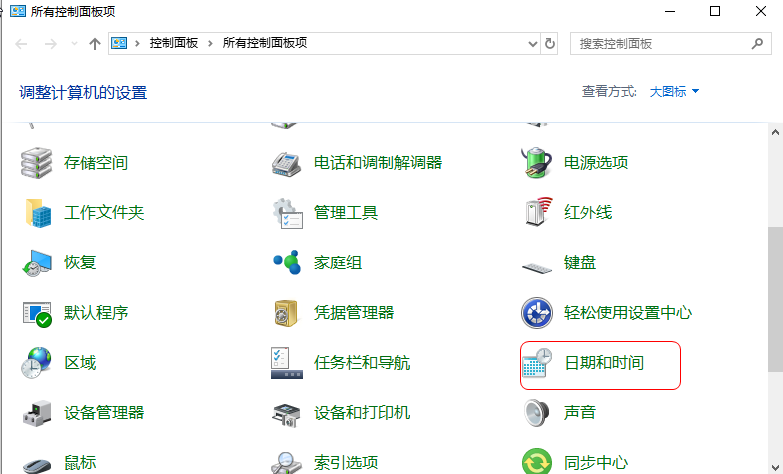 所有控制面板项
控制面板 所有控制面板项 搜索控制面板
调整计算机的设置 查看方式: 大图标
存储空间 电话和调制解调器 电源选项
工作文件夹 管理工具 红外线
恢复 家庭组 键盘
默认程序 凭据管理器 轻松使用设置中心
区域 任务栏和导航 日期和时间
设备管理器 设备和打印机 声音
鼠标 索引选项 同步中心